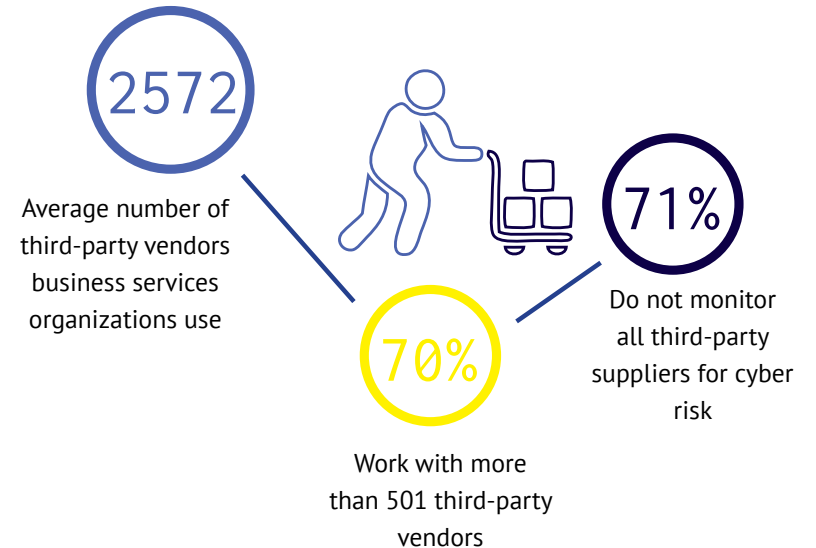 2572
Average number of
third-party vendors
business services
organizations use
70%
Work with more
than 501 third-party
vendors
71%
Do not monitor
all third-party
suppliers for cyber
risk